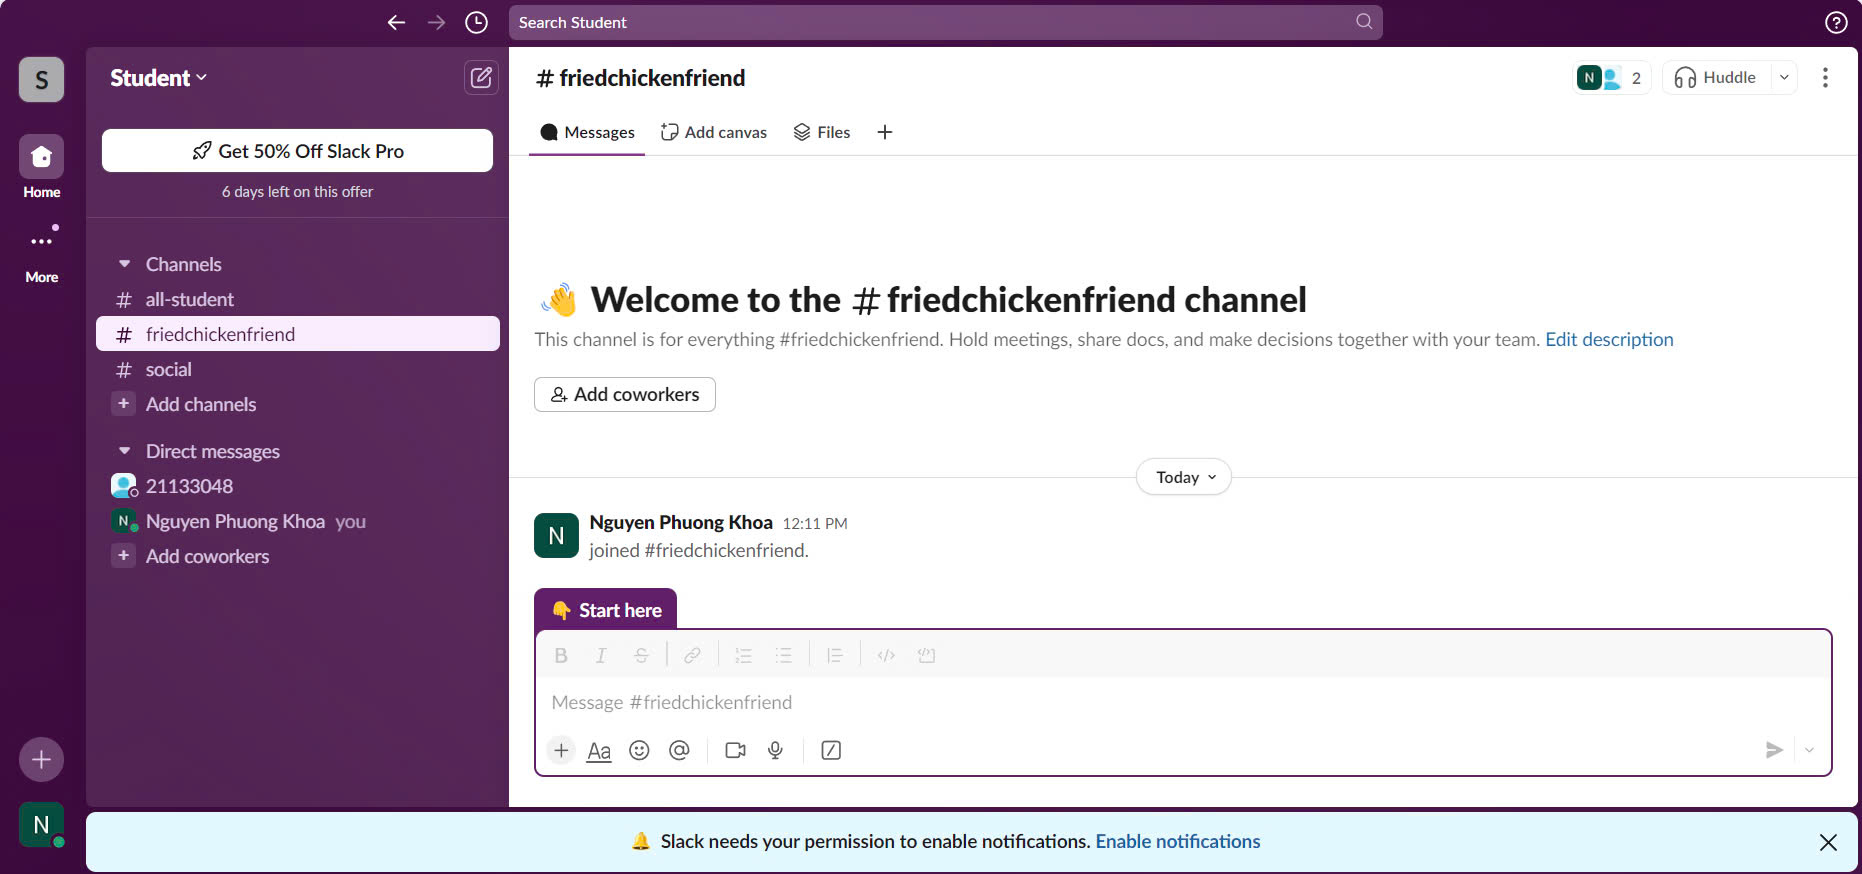 Search Student
S
Student
# friendchickenfriend
N 2
Huddle
Home
More
Get 50% Off Slack Pro
6 days left on this offer
Messages
Add canvas
Files
Channels
# all-student
# friedchickenfriend
# social
+ Add channels
Direct messages
21133048
N Nguyen Phuong Khoa you
+ Add coworkers
Welcome to the # friedchickenfriend channel
This channel is for everything #friedchickenfriend. Hold meetings, share docs, and make decisions together with your team. Edit description
Add coworkers
Today
N
Nguyen Phuong Khoa 12:11 PM
joined #friedchickenfriend.
Start here
B I S
Message #friedchickenfriend
+ Aa @
N
Slack needs your permission to enable notifications. Enable notifications